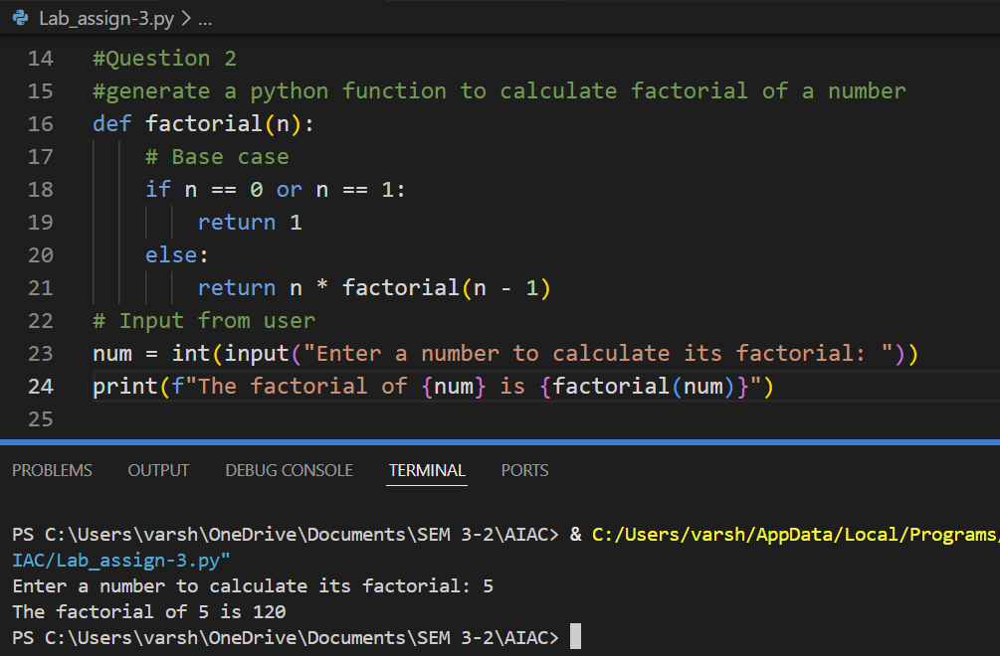 Lab_assign-3.py > ...
14 #Question 2
15 #generate a python function to calculate factorial of a number
16 def factorial(n):
17     # Base case
18     if n == 0 or n == 1:
19         return 1
20     else:
21         return n * factorial(n - 1)
22 # Input from user
23 num = int(input("Enter a number to calculate its factorial: "))
24 print(f"The factorial of {num} is {factorial(num)}")
25
PROBLEMS OUTPUT DEBUG CONSOLE TERMINAL PORTS
PS C:\Users\varsh\OneDrive\Documents\SEM 3-2\AIAC> & C:/Users/varsh/AppData/Local/Programs/
IAC/Lab_assign-3.py"
Enter a number to calculate its factorial: 5
The factorial of 5 is 120
PS C:\Users\varsh\OneDrive\Documents\SEM 3-2\AIAC>